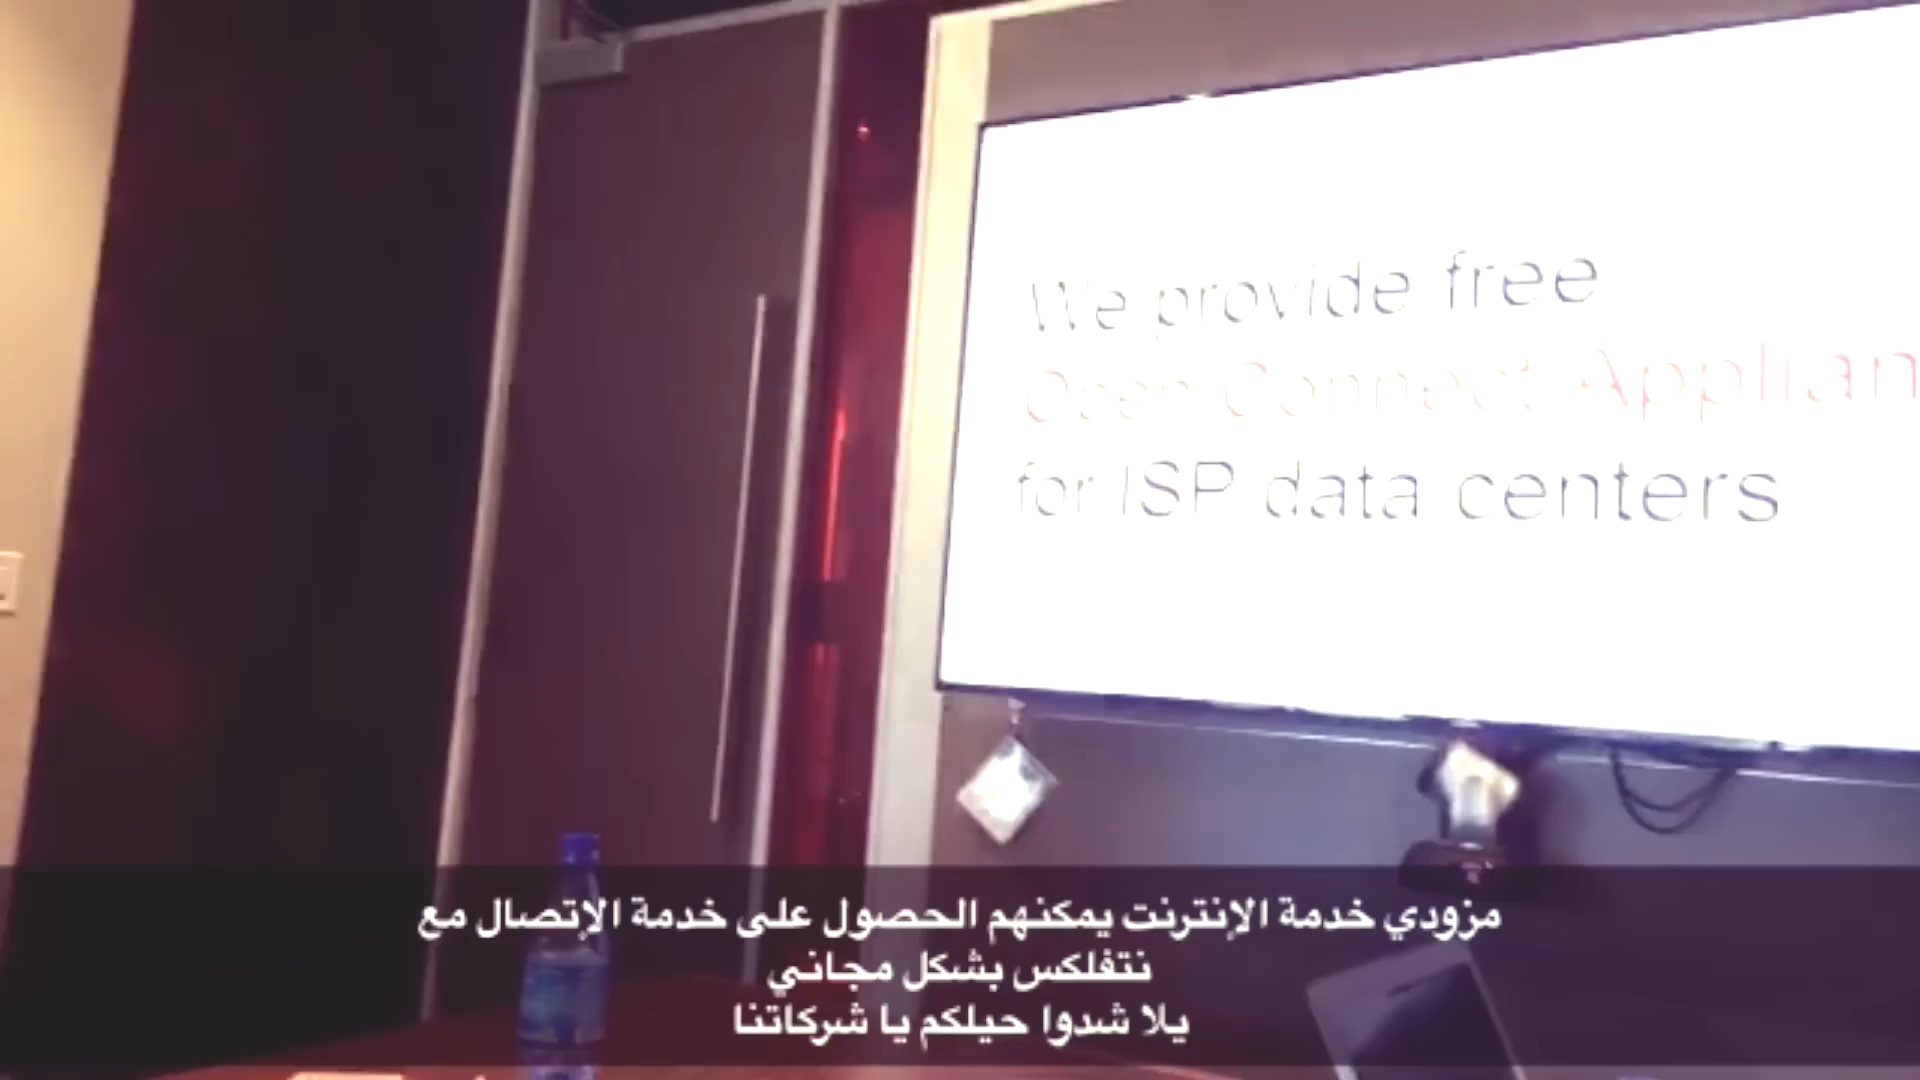 We provide free
Open Connect Applian
for ISP data centers
مزودي خدمة الإنترنت يمكنهم الحصول على خدمة الإتصال مع
نتفلكس بشكل مجاني
يلا شدوا حيلكم يا شركاتنا